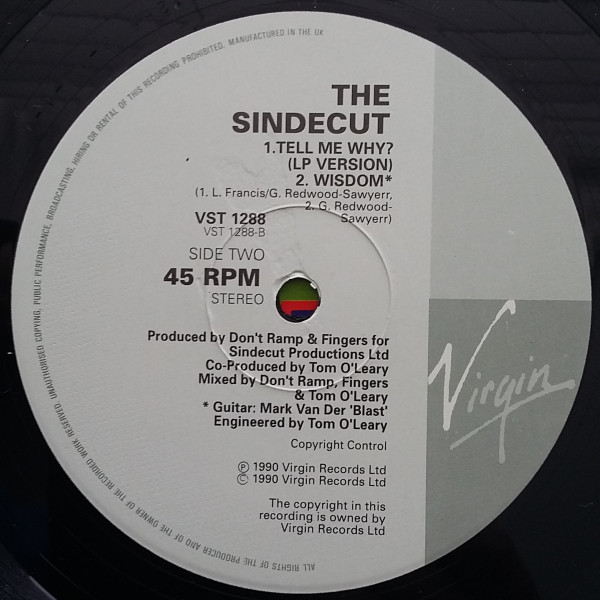 THE
SINDECUT
1.TELL ME WHY?
(LP VERSION)
2. WISDOM*
(1. L. Francis/G. Redwood-Sawyerr,
2. G. Redwood-
Sawyerr)
VST 1288
VST 1288-B
SIDE TWO
45 RPM
STEREO
Produced by Don't Ramp & Fingers for
Sindecut Productions Ltd
Co-Produced by Tom O'Leary
Mixed by Don't Ramp, Fingers
& Tom O'Leary
* Guitar: Mark Van Der 'Blast'
Engineered by Tom O'Leary
Copyright Control
℗ 1990 Virgin Records Ltd
© 1990 Virgin Records Ltd
The copyright in this
recording is owned by
Virgin Records Ltd
Virgin
ALL RIGHTS OF THE PRODUCER AND OF THE OWNER OF THE RECORDED WORK RESERVED. UNAUTHORISED COPYING, PUBLIC PERFORMANCE, BROADCASTING, HIRING OR RENTAL OF THIS RECORDING PROHIBITED. MANUFACTURED IN THE UK